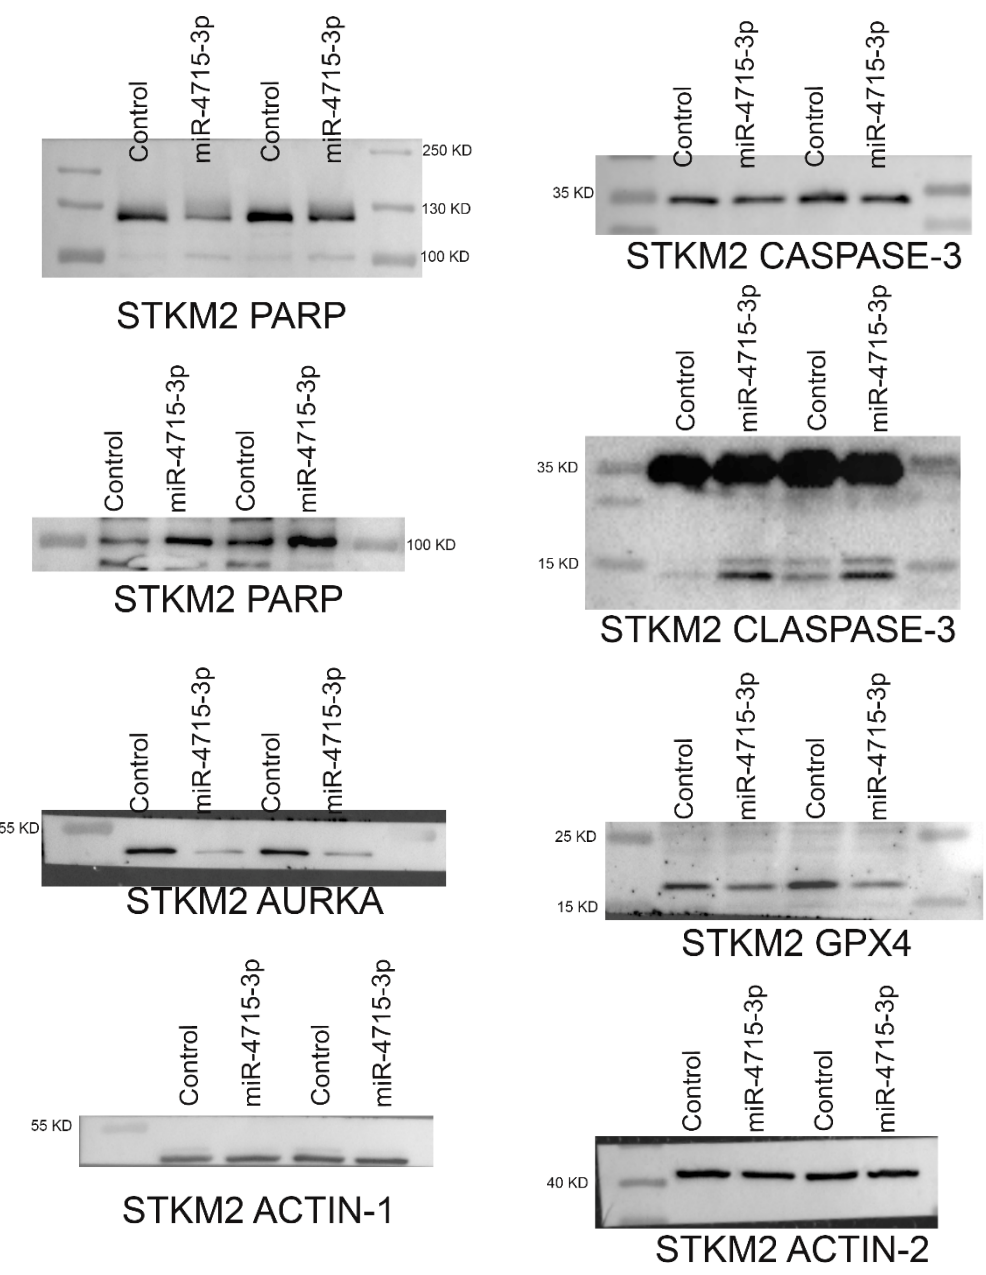 Control
miR-4715-3p
Control
miR-4715-3p
250 KD
130 KD
100 KD
STKM2 PARP
Control
miR-4715-3p
Control
miR-4715-3p
35 KD
STKM2 CASPASE-3
Control
miR-4715-3p
Control
miR-4715-3p
100 KD
STKM2 PARP
Control
miR-4715-3p
Control
miR-4715-3p
35 KD
15 KD
STKM2 CLASPASE-3
Control
miR-4715-3p
Control
miR-4715-3p
55 KD
STKM2 AURKA
Control
miR-4715-3p
Control
miR-4715-3p
25 KD
15 KD
STKM2 GPX4
Control
miR-4715-3p
Control
miR-4715-3p
55 KD
STKM2 ACTIN-1
Control
miR-4715-3p
Control
miR-4715-3p
40 KD
STKM2 ACTIN-2